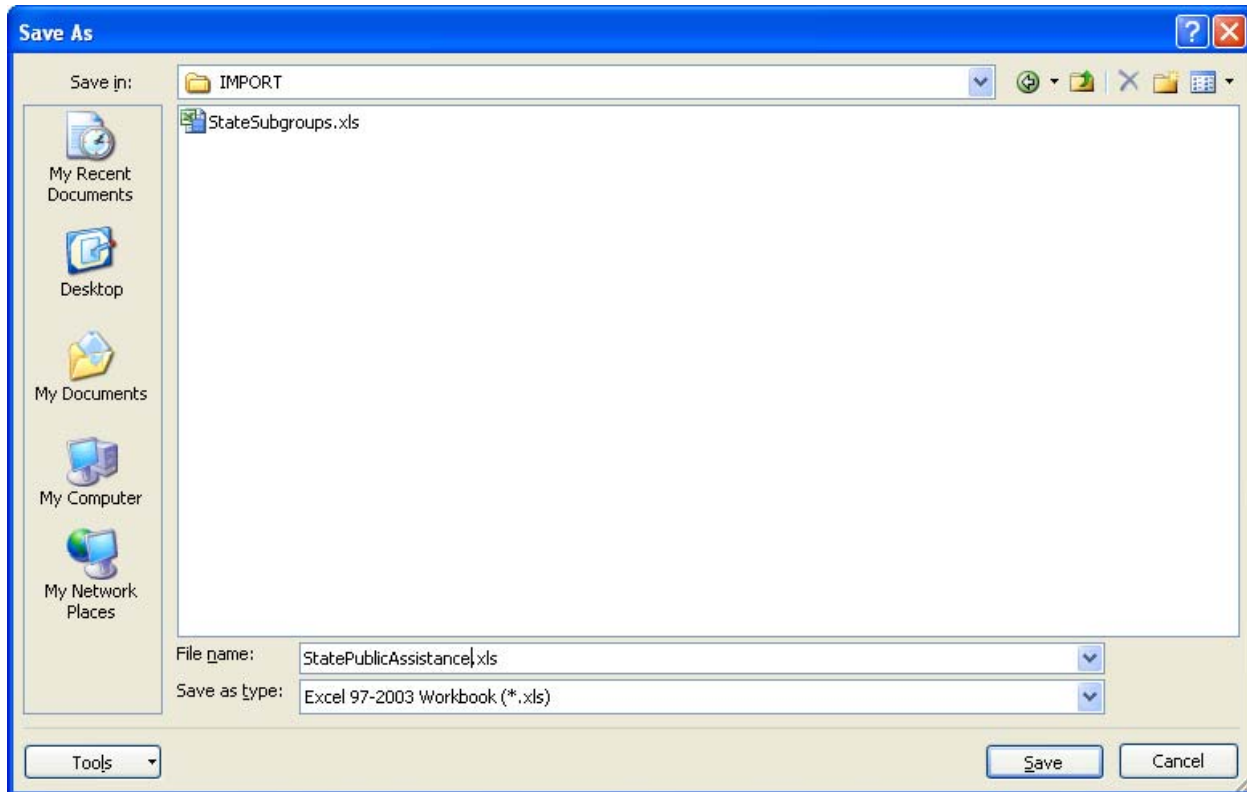 Save As
Save in:
IMPORT
StateSubgroups.xls
My Recent
Documents
Desktop
My Documents
My Computer
My Network
Places
File name:
StatePublicAssistance.xls
Save as type:
Excel 97-2003 Workbook (*.xls)
Tools
Save
Cancel